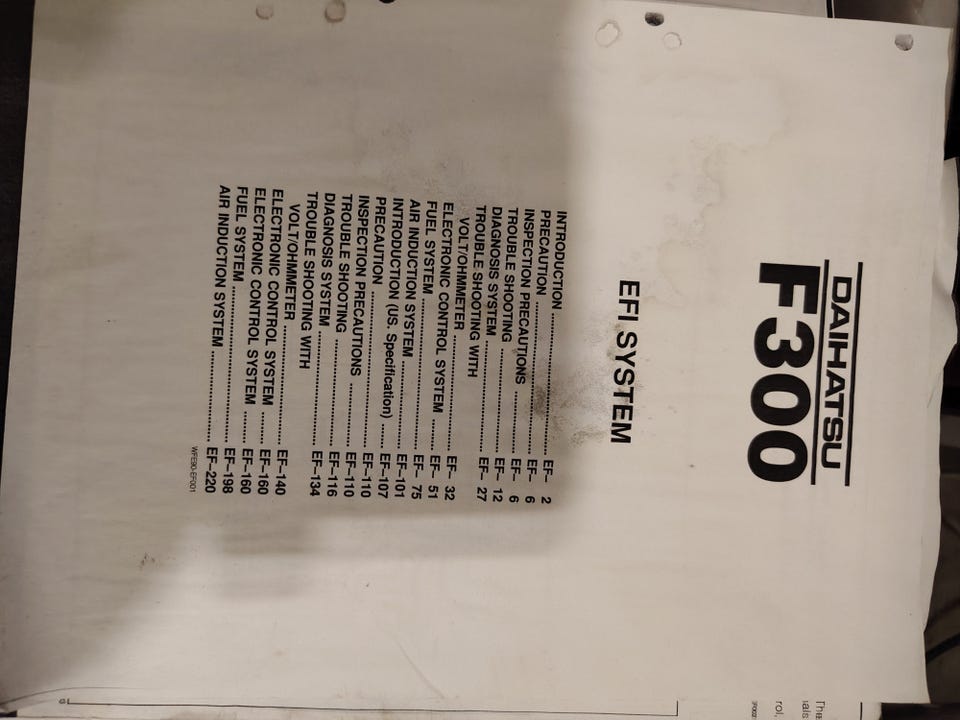 DAIHATSU
F300
EFI SYSTEM
INTRODUCTION ........................................ EF– 2
PRECAUTION ........................................ EF– 6
INSPECTION PRECAUTIONS .................... EF– 6
TROUBLE SHOOTING .............................. EF– 12
DIAGNOSIS SYSTEM ................................ EF– 27
TROUBLE SHOOTING WITH
VOLT/OHMMETER .................................. EF– 32
ELECTRONIC CONTROL SYSTEM ........ EF– 51
FUEL SYSTEM ........................................ EF– 75
AIR INDUCTION SYSTEM ........................ EF–101
INTRODUCTION (US. Specification) ...... EF–107
PRECAUTION ........................................ EF–110
INSPECTION PRECAUTIONS .................. EF–110
TROUBLE SHOOTING .............................. EF–116
DIAGNOSIS SYSTEM ................................ EF–134
TROUBLE SHOOTING WITH
VOLT/OHMMETER .................................. EF–140
ELECTRONIC CONTROL SYSTEM .......... EF–160
ELECTRONIC CONTROL SYSTEM .......... EF–160
FUEL SYSTEM ........................................ EF–198
AIR INDUCTION SYSTEM ........................ EF–220
WFE90-EF001